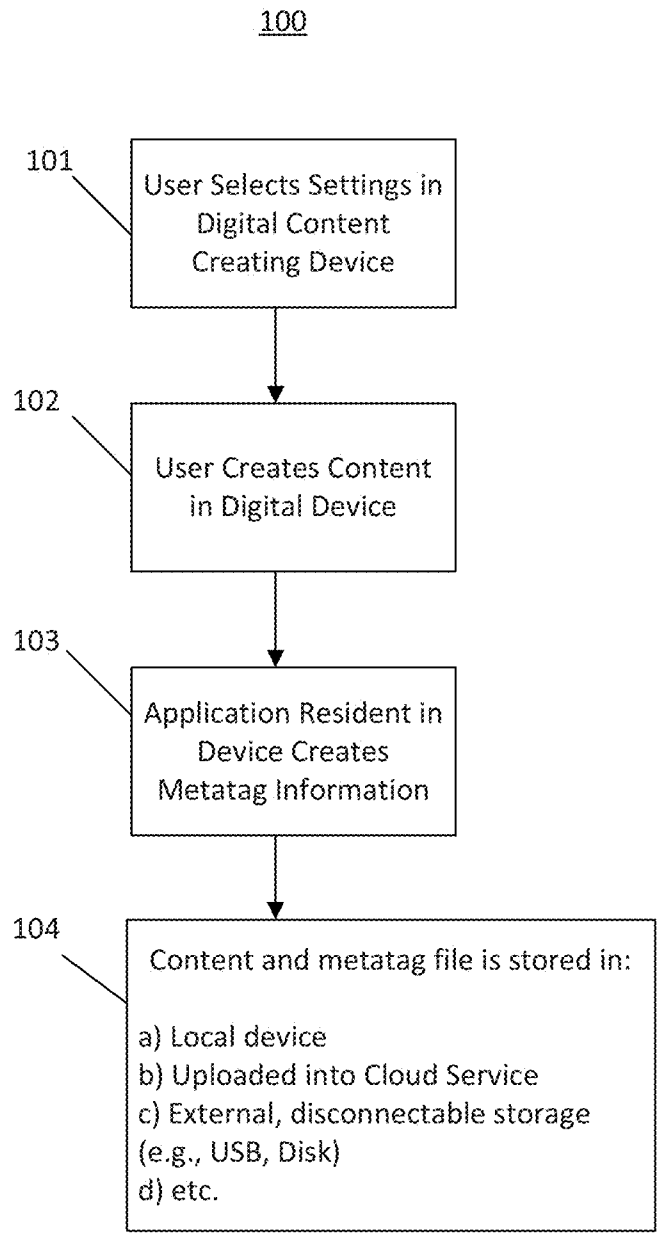 100
101
User Selects Settings in
Digital Content
Creating Device
102
User Creates Content
in Digital Device
103
Application Resident in
Device Creates
Metatag Information
104
Content and metatag file is stored in:
a) Local device
b) Uploaded into Cloud Service
c) External, disconnectable storage
(e.g., USB, Disk)
d) etc.